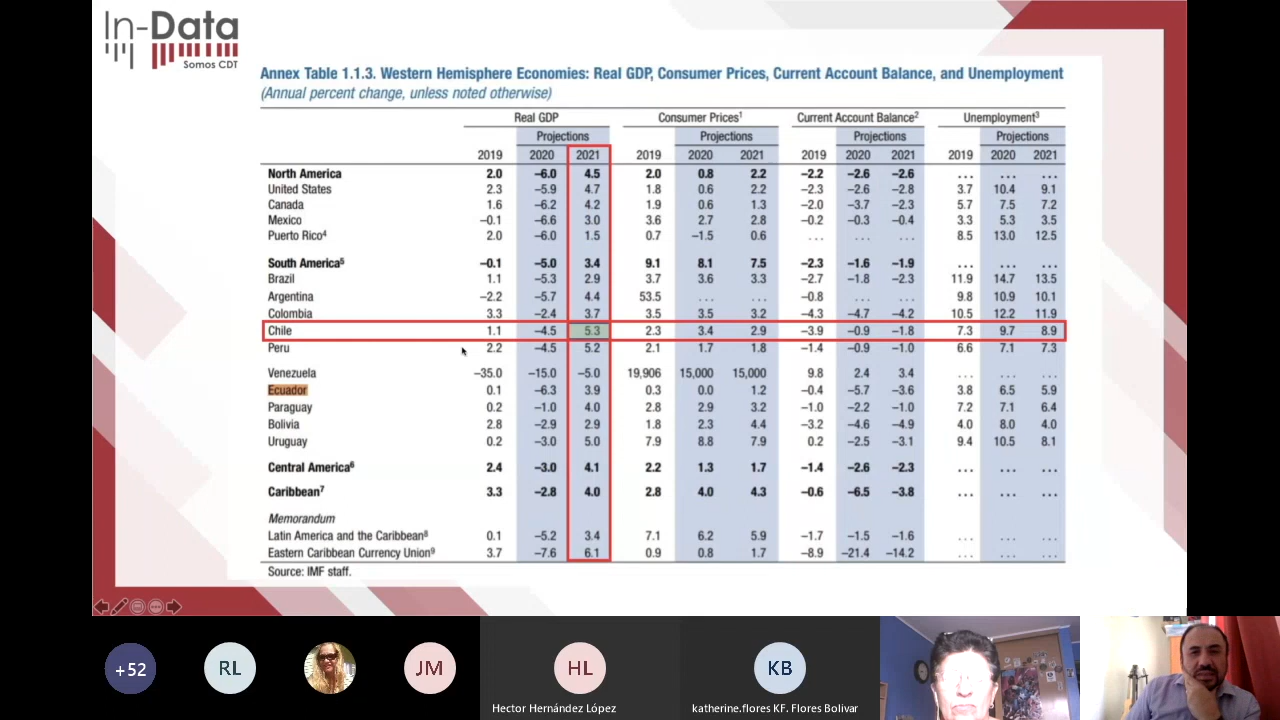 In-Data
Somos CDT
Annex Table 1.1.3. Western Hemisphere Economies: Real GDP, Consumer Prices, Current Account Balance, and Unemployment
(Annual percent change, unless noted otherwise)
Real GDP Consumer Prices¹ Current Account Balance² Unemployment³
Projections Projections Projections Projections
2019 2020 2021 2019 2020 2021 2019 2020 2021 2019 2020 2021
North America 2.0 –6.0 4.5 2.0 0.8 2.2 –2.2 –2.6 –2.6 . . . . . . . . .
United States 2.3 –5.9 4.7 1.8 0.6 2.2 –2.3 –2.6 –2.8 3.7 10.4 9.1
Canada 1.6 –6.2 4.2 1.9 0.6 1.3 –2.0 –3.7 –2.3 5.7 7.5 7.2
Mexico –0.1 –6.6 3.0 3.6 2.7 2.8 –0.2 –0.3 –0.4 3.3 5.3 3.5
Puerto Rico⁴ 2.0 –6.0 1.5 0.7 –1.5 0.6 . . . . . . . . . 8.5 13.0 12.5
South America⁵ –0.1 –5.0 3.4 9.1 8.1 7.5 –2.3 –1.6 –1.9 . . . . . . . . .
Brazil 1.1 –5.3 2.9 3.7 3.6 3.3 –2.7 –1.8 –2.3 11.9 14.7 13.5
Argentina –2.2 –5.7 4.4 53.5 . . . . . . –0.8 . . . . . . 9.8 10.9 10.1
Colombia 3.3 –2.4 3.7 3.5 3.5 3.2 –4.3 –4.7 –4.2 10.5 12.2 11.9
Chile 1.1 –4.5 5.3 2.3 3.4 2.9 –3.9 –0.9 –1.8 7.3 9.7 8.9
Peru 2.2 –4.5 5.2 2.1 1.7 1.8 –1.4 –0.9 –1.0 6.6 7.1 7.3
Venezuela –35.0 –15.0 –5.0 19,906 15,000 15,000 9.8 2.4 3.4 . . . . . . . . .
Ecuador 0.1 –6.3 3.9 0.3 0.0 1.2 –0.4 –5.7 –3.6 3.8 6.5 5.9
Paraguay 0.2 –1.0 4.0 2.8 2.9 3.2 –1.0 –2.2 –1.0 7.2 7.1 6.4
Bolivia 2.8 –2.9 2.9 1.8 2.3 4.4 –3.2 –4.6 –4.9 4.0 8.0 4.0
Uruguay 0.2 –3.0 5.0 7.9 8.8 7.9 0.2 –2.5 –3.1 9.4 10.5 8.1
Central America⁶ 2.4 –3.0 4.1 2.2 1.3 1.7 –1.4 –2.6 –2.3 . . . . . . . . .
Caribbean⁷ 3.3 –2.8 4.0 2.8 4.0 4.3 –0.6 –6.5 –3.8 . . . . . . . . .
Memorandum
Latin America and the Caribbean⁸ 0.1 –5.2 3.4 7.1 6.2 5.9 –1.7 –1.5 –1.6 . . . . . . . . .
Eastern Caribbean Currency Union⁹ 3.7 –7.6 6.1 0.9 0.8 1.7 –8.9 –21.4 –14.2 . . . . . . . . .
Source: IMF staff.
+52 RL JM HL KB
Hector Hernández López katherine.flores KF. Flores Bolivar